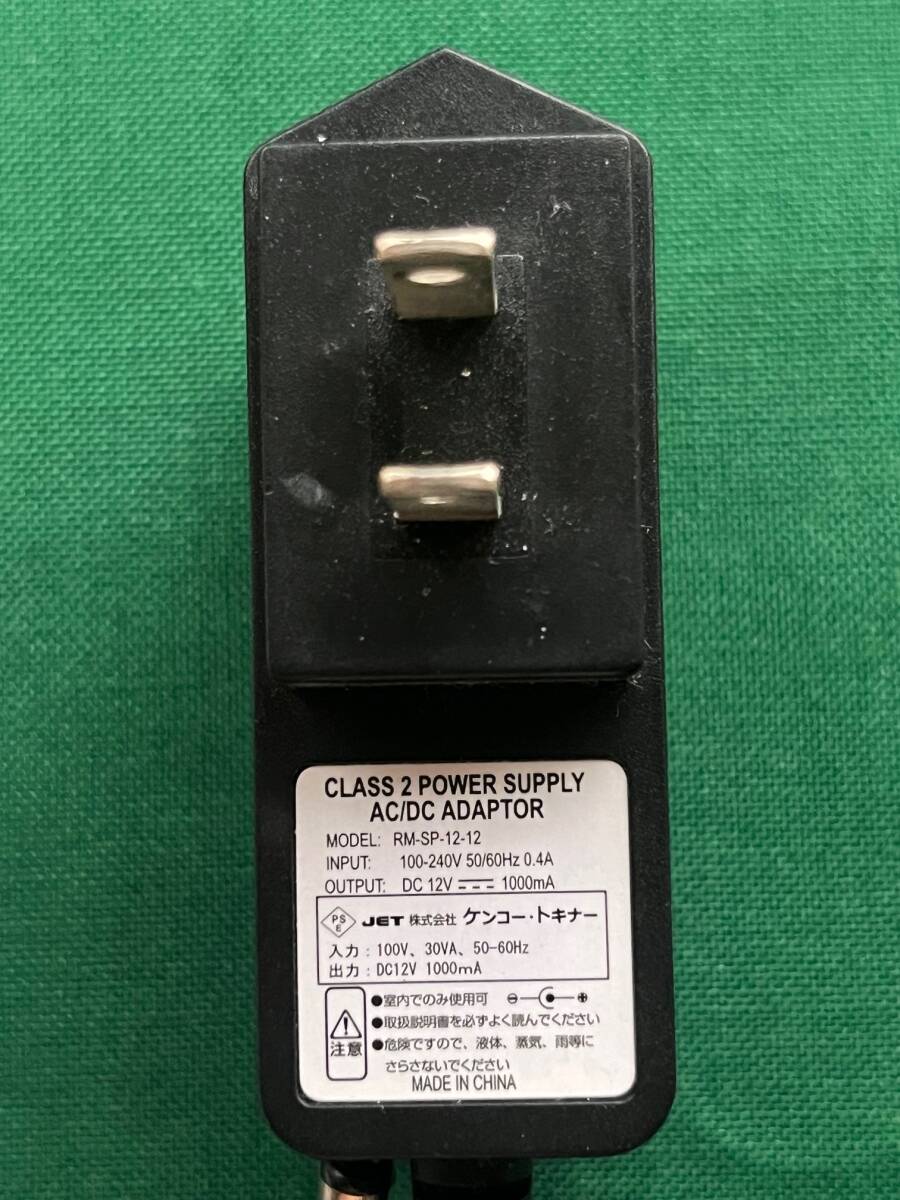 CLASS 2 POWER SUPPLY
AC/DC ADAPTOR
MODEL: RM-SP-12-12
INPUT: 100-240V 50/60Hz 0.4A
OUTPUT: DC 12V ⎓ 1000mA
PS
E
JET 株式会社 ケンコー・トキナー
入力:100V、30VA、50-60Hz
出力:DC12V 1000mA
注意
●室内でのみ使用可 ⊖ ⊕
●取扱説明書を必ずよく読んでください
●危険ですので、液体、蒸気、雨等に
さらさないでください
MADE IN CHINA